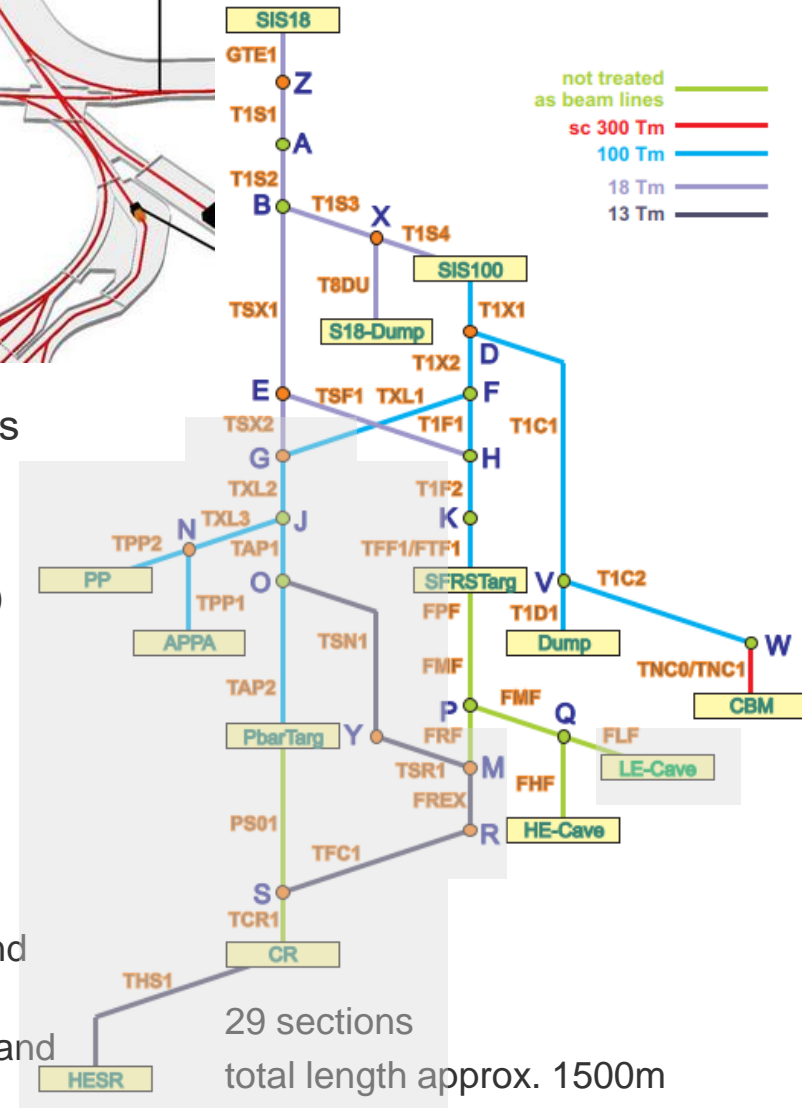 SIS18
GTE1
Z
T1S1
A
T1S2
B
T1S3
X
T1S4
not treated
as beam lines
sc 300 Tm
100 Tm
18 Tm
13 Tm
SIS100
T8DU
TSX1
S18-Dump
T1X1
D
T1X2
E
TSF1
TXL1
F
TSX2
T1F1
T1C1
G
H
s
TXL2
T1F2
N
TXL3
J
K
TPP2
TAP1
TFF1/FTF1
PP
O
SFRSTarg
V
T1C2
)
TPP1
FPF
T1D1
APPA
TSN1
Dump
W
FMF
TNC0/TNC1
TAP2
P
FMF
Q
CBM
PbarTarg
Y
FRF
FLF
TSR1
M
LE-Cave
FREX
FHF
PS01
R
HE-Cave
TFC1
S
TCR1
nd
CR
THS1
29 sections
and
HESR
total length approx. 1500m